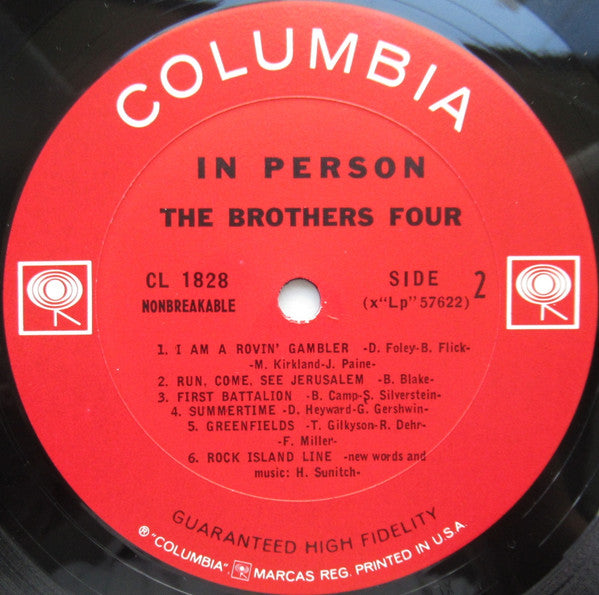 COLUMBIA
IN PERSON
THE BROTHERS FOUR
CL 1828
NONBREAKABLE
SIDE 2
(x"Lp" 57622)
1. I AM A ROVIN' GAMBLER -D. Foley-B. Flick-
-M. Kirkland-J. Paine-
2. RUN, COME, SEE JERUSALEM -B. Blake-
3. FIRST BATTALION -B. Camp-S. Silverstein-
4. SUMMERTIME -D. Heyward-G. Gershwin-
5. GREENFIELDS -T. Gilkyson-R. Dehr-
-F. Miller-
6. ROCK ISLAND LINE -new words and
music: H. Sunitch-
GUARANTEED HIGH FIDELITY
® "COLUMBIA", MARCAS REG. PRINTED IN U.S.A.